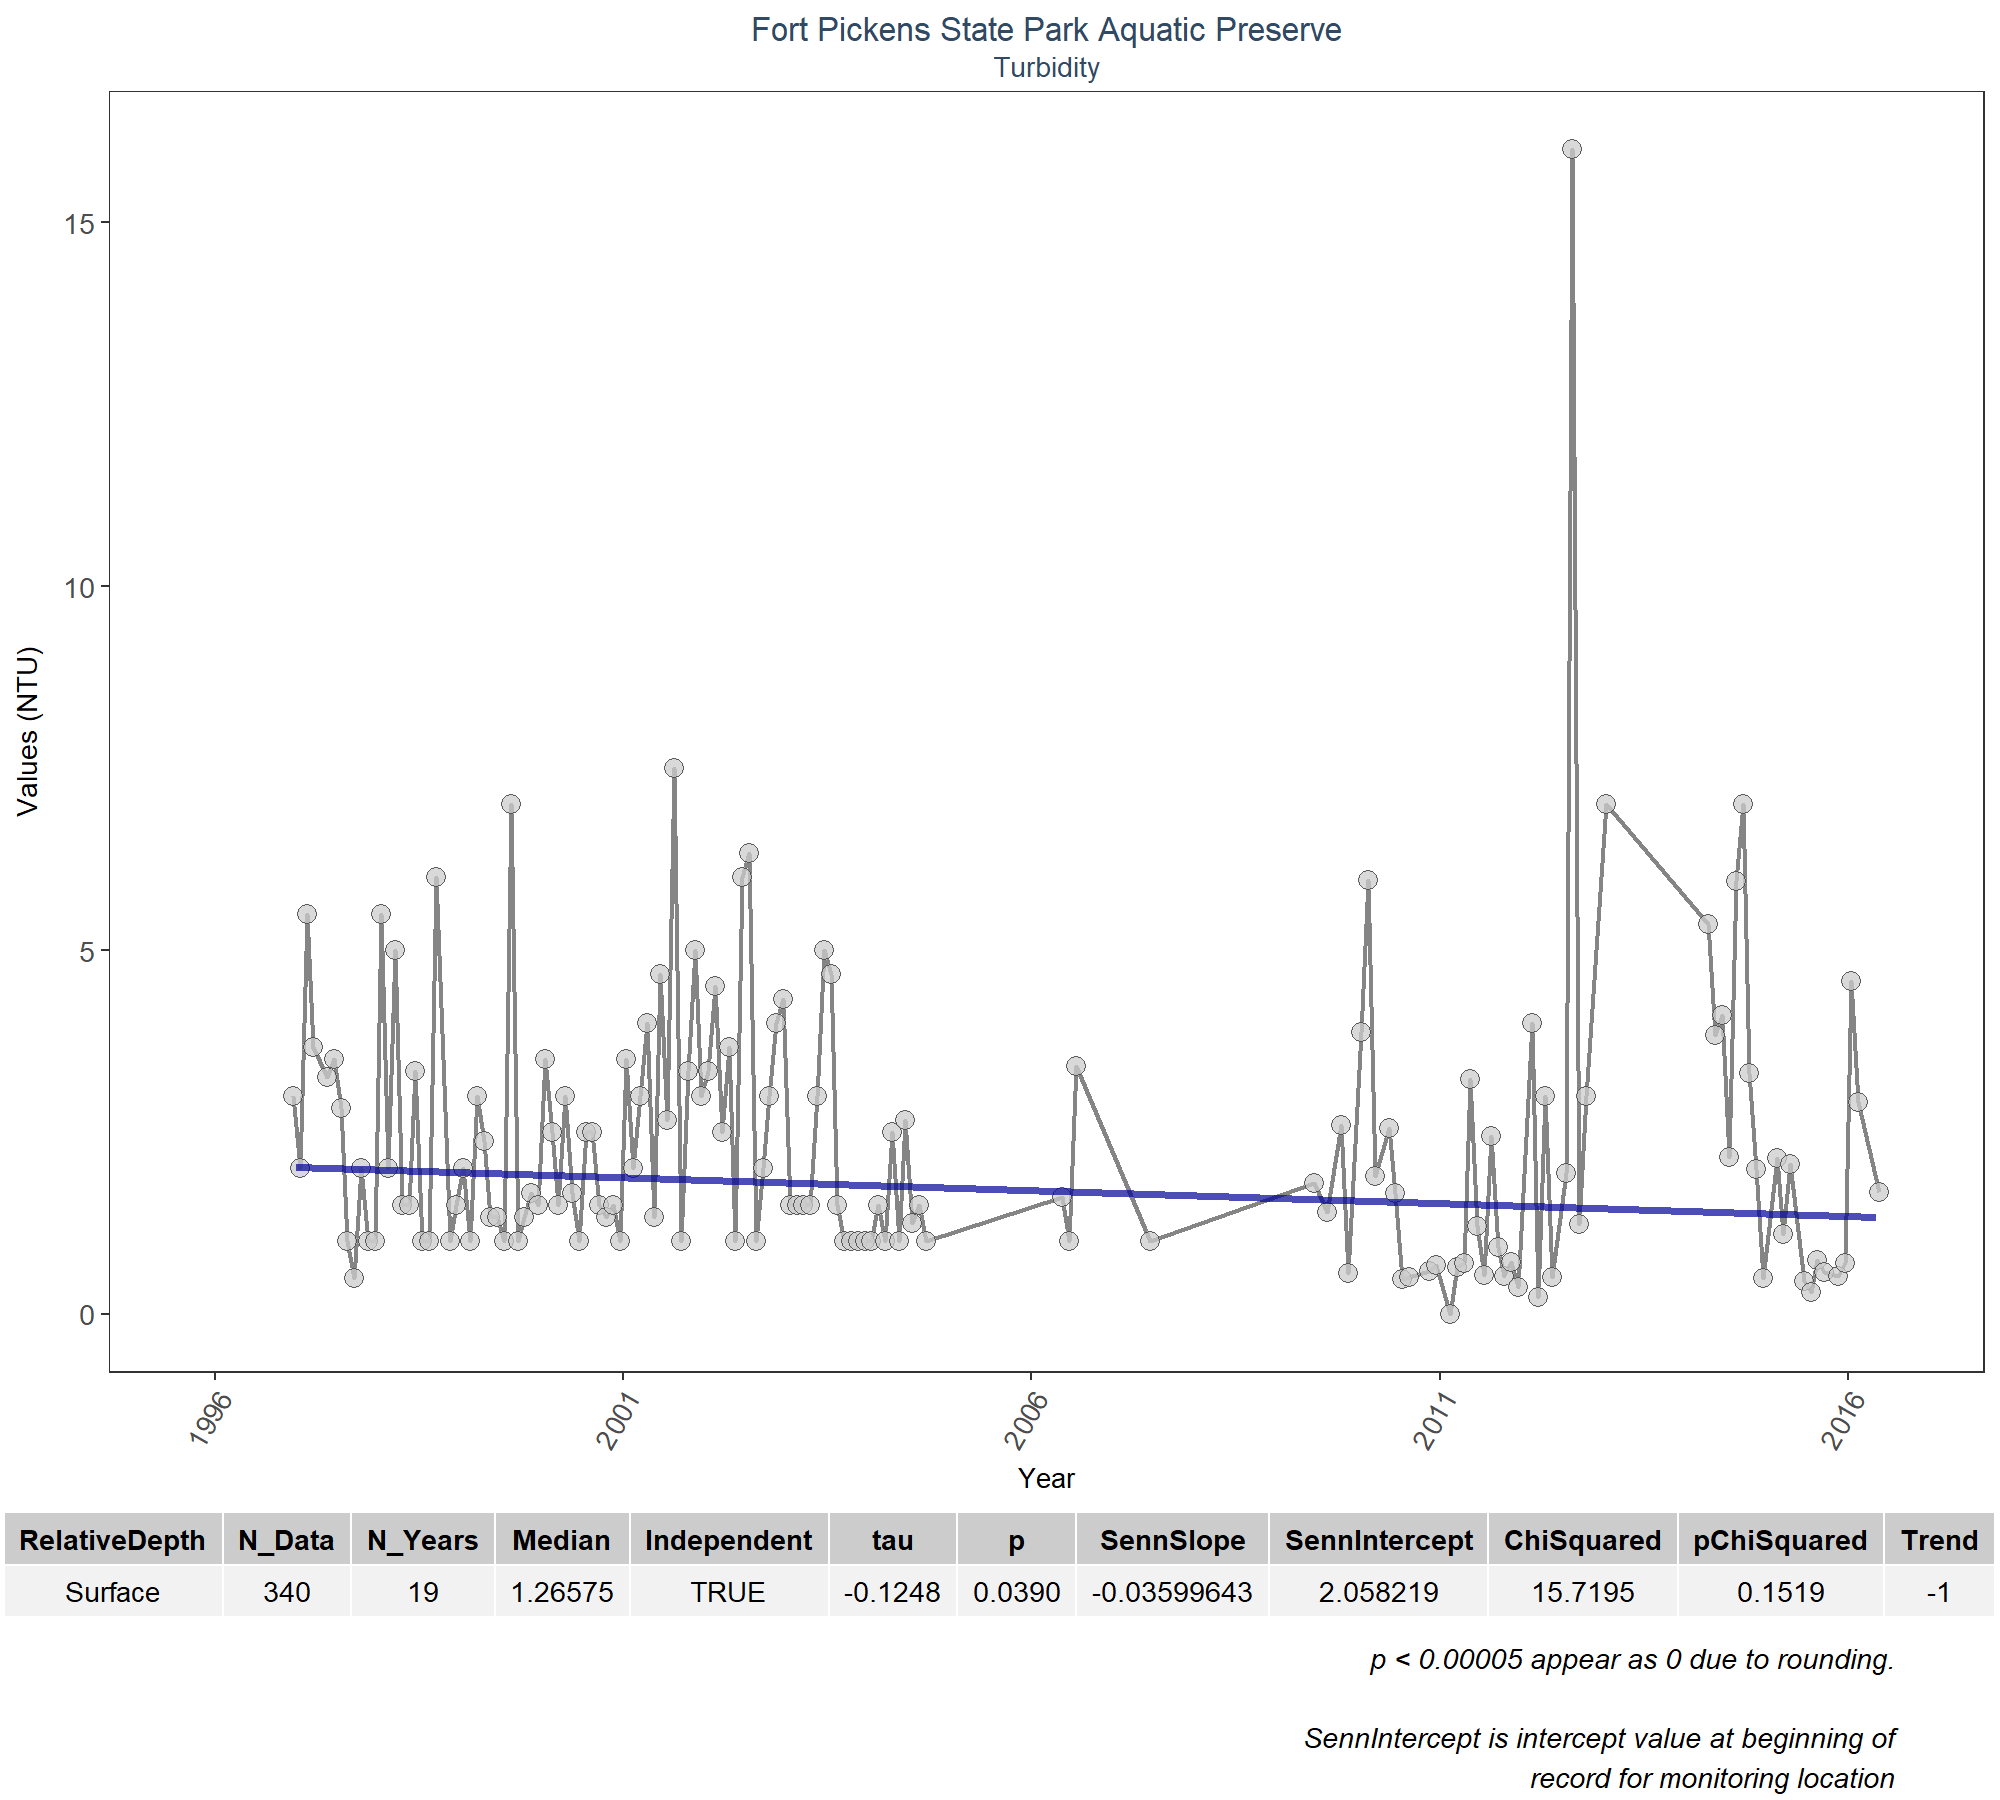 Fort Pickens State Park Aquatic Preserve
Turbidity
Values (NTU)
15
10
5
0
1996
2001
2006
2011
2016
Year
RelativeDepth N_Data N_Years Median Independent tau p SennSlope SennIntercept ChiSquared pChiSquared Trend
Surface 340 19 1.26575 TRUE -0.1248 0.0390 -0.03599643 2.058219 15.7195 0.1519 -1
p < 0.00005 appear as 0 due to rounding.
SennIntercept is intercept value at beginning of
record for monitoring location